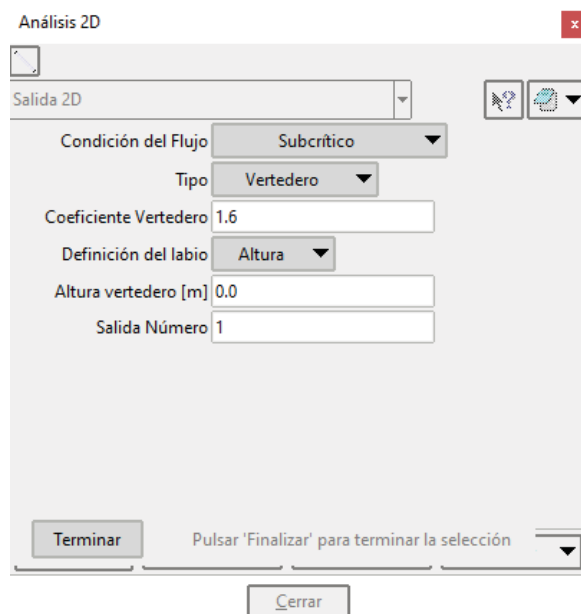 Análisis 2D
x
Salida 2D
Condición del Flujo Subcrítico
Tipo Vertedero
Coeficiente Vertedero 1.6
Definición del labio Altura
Altura vertedero [m] 0.0
Salida Número 1
Terminar Pulsar 'Finalizar' para terminar la selección
Cerrar